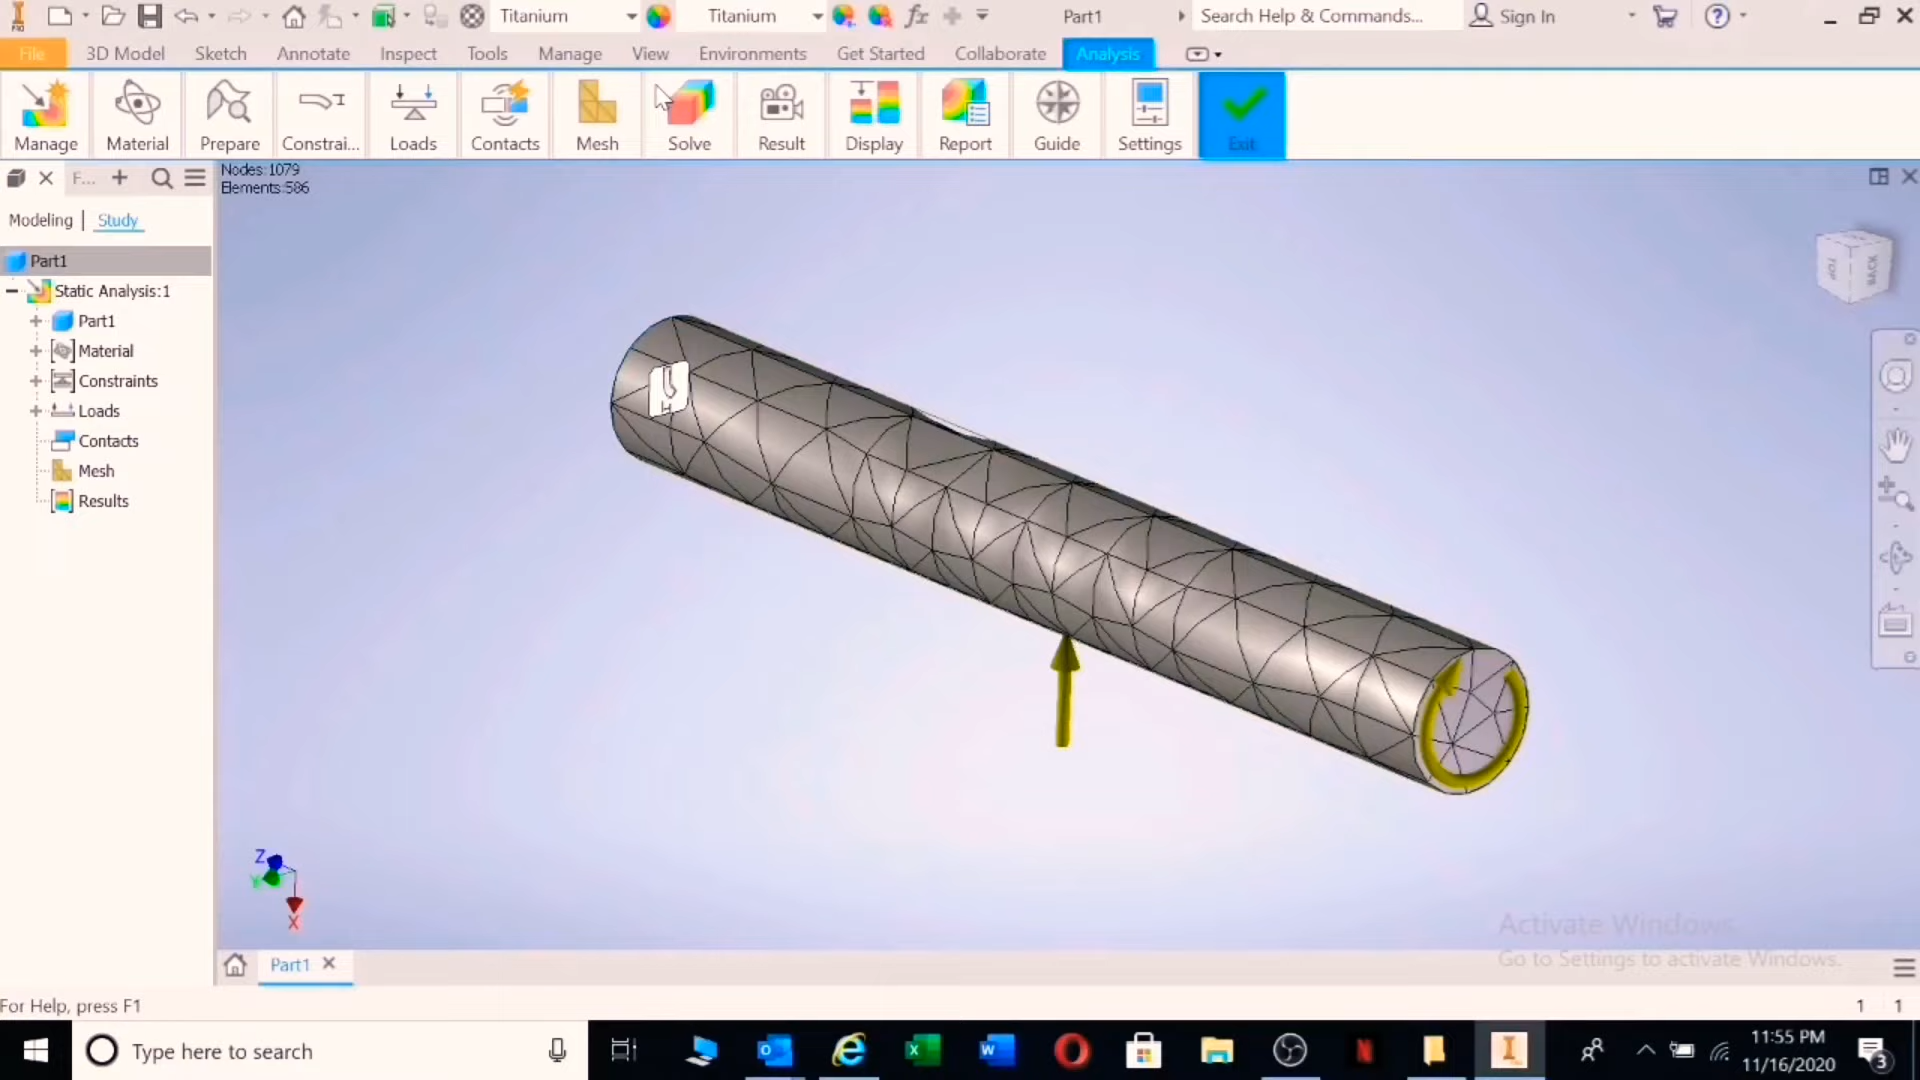 Titanium
Titanium
fx
Part1
Search Help & Commands...
Sign In
File
3D Model
Sketch
Annotate
Inspect
Tools
Manage
View
Environments
Get Started
Collaborate
Analysis
Manage
Material
Prepare
Constrai...
Loads
Contacts
Mesh
Solve
Result
Display
Report
Guide
Settings
Exit
F...
Nodes:1079
Elements:586
Modeling
Study
Part1
Static Analysis:1
Part1
Material
Constraints
Loads
Contacts
Mesh
Results
TOP
BACK
Z
Y
X
Activate Windows
Go to Settings to activate Windows.
Part1
For Help, press F1
1 1
Type here to search
11:55 PM
11/16/2020
3